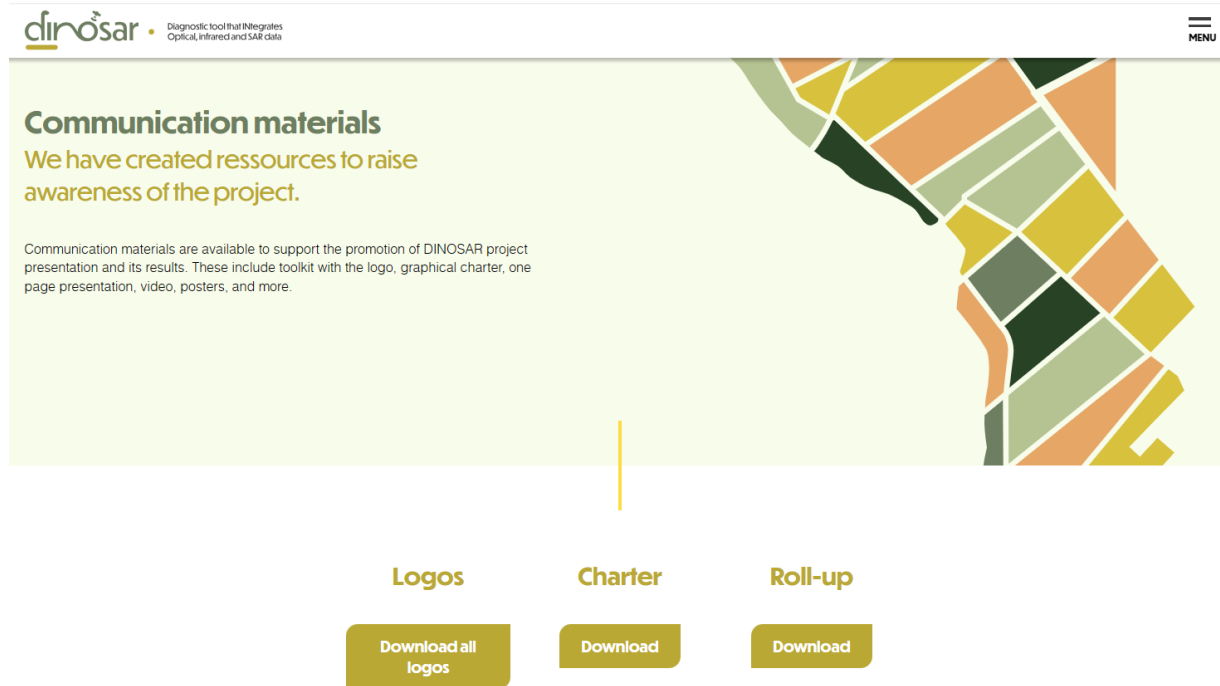 dinosar
Diagnostic tool that INtegrates
Optical, infrared and SAR data
MENU
Communication materials
We have created ressources to raise
awareness of the project.
Communication materials are available to support the promotion of DINOSAR project
presentation and its results. These include toolkit with the logo, graphical charter, one
page presentation, video, posters, and more.
Logos
Charter
Roll-up
Download all
logos
Download
Download